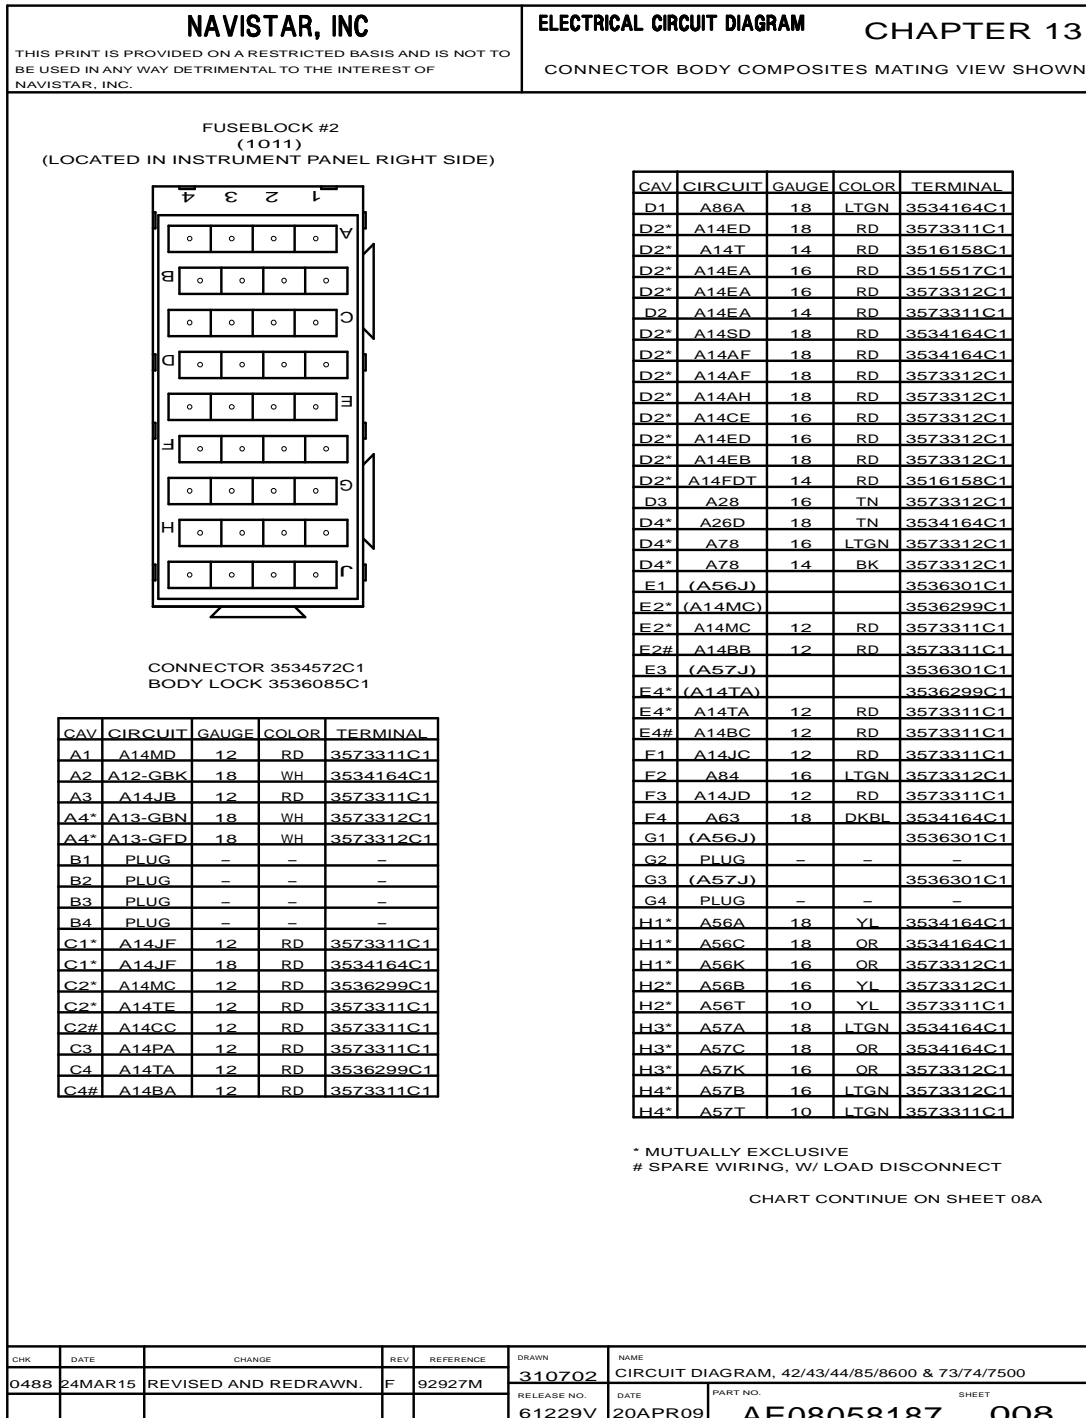 NAVISTAR, INC
THIS PRINT IS PROVIDED ON A RESTRICTED BASIS AND IS NOT TO
BE USED IN ANY WAY DETRIMENTAL TO THE INTEREST OF
NAVISTAR, INC.
ELECTRICAL CIRCUIT DIAGRAM CHAPTER 13
CONNECTOR BODY COMPOSITES MATING VIEW SHOWN
FUSEBLOCK #2
(1011)
(LOCATED IN INSTRUMENT PANEL RIGHT SIDE)
4 3 2 1
A
B
C
D
E
F
G
H
J
CONNECTOR 3534572C1
BODY LOCK 3536085C1
CAV CIRCUIT GAUGE COLOR TERMINAL
A1 A14MD 12 RD 3573311C1
A2 A12-GBK 18 WH 3534164C1
A3 A14JB 12 RD 3573311C1
A4* A13-GBN 18 WH 3573312C1
A4* A13-GFD 18 WH 3573312C1
B1 PLUG – – –
B2 PLUG – – –
B3 PLUG – – –
B4 PLUG – – –
C1* A14JF 12 RD 3573311C1
C1* A14JF 18 RD 3534164C1
C2* A14MC 12 RD 3536299C1
C2* A14TE 12 RD 3573311C1
C2# A14CC 12 RD 3573311C1
C3 A14PA 12 RD 3573311C1
C4 A14TA 12 RD 3536299C1
C4# A14BA 12 RD 3573311C1
CAV CIRCUIT GAUGE COLOR TERMINAL
D1 A86A 18 LTGN 3534164C1
D2* A14ED 18 RD 3573311C1
D2* A14T 14 RD 3516158C1
D2* A14EA 16 RD 3515517C1
D2* A14EA 16 RD 3573312C1
D2 A14EA 14 RD 3573311C1
D2* A14SD 18 RD 3534164C1
D2* A14AF 18 RD 3534164C1
D2* A14AF 18 RD 3573312C1
D2* A14AH 18 RD 3573312C1
D2* A14CE 16 RD 3573312C1
D2* A14ED 16 RD 3573312C1
D2* A14EB 18 RD 3573312C1
D2* A14FDT 14 RD 3516158C1
D3 A28 16 TN 3573312C1
D4* A26D 18 TN 3534164C1
D4* A78 16 LTGN 3573312C1
D4* A78 14 BK 3573312C1
E1 (A56J) 3536301C1
E2* (A14MC) 3536299C1
E2* A14MC 12 RD 3573311C1
E2# A14BB 12 RD 3573311C1
E3 (A57J) 3536301C1
E4* (A14TA) 3536299C1
E4* A14TA 12 RD 3573311C1
E4# A14BC 12 RD 3573311C1
F1 A14JC 12 RD 3573311C1
F2 A84 16 LTGN 3573312C1
F3 A14JD 12 RD 3573311C1
F4 A63 18 DKBL 3534164C1
G1 (A56J) 3536301C1
G2 PLUG – – –
G3 (A57J) 3536301C1
G4 PLUG – – –
H1* A56A 18 YL 3534164C1
H1* A56C 18 OR 3534164C1
H1* A56K 16 OR 3573312C1
H2* A56B 16 YL 3573312C1
H2* A56T 10 YL 3573311C1
H3* A57A 18 LTGN 3534164C1
H3* A57C 18 OR 3534164C1
H3* A57K 16 OR 3573312C1
H4* A57B 16 LTGN 3573312C1
H4* A57T 10 LTGN 3573311C1
* MUTUALLY EXCLUSIVE
# SPARE WIRING, W/ LOAD DISCONNECT
CHART CONTINUE ON SHEET 08A
CHK DATE CHANGE REV REFERENCE
0488 24MAR15 REVISED AND REDRAWN. F 92927M
DRAWN
310702
NAME
CIRCUIT DIAGRAM, 42/43/44/85/8600 & 73/74/7500
RELEASE NO.
61229V
DATE
20APR09
PART NO.
AE08058187
SHEET
008